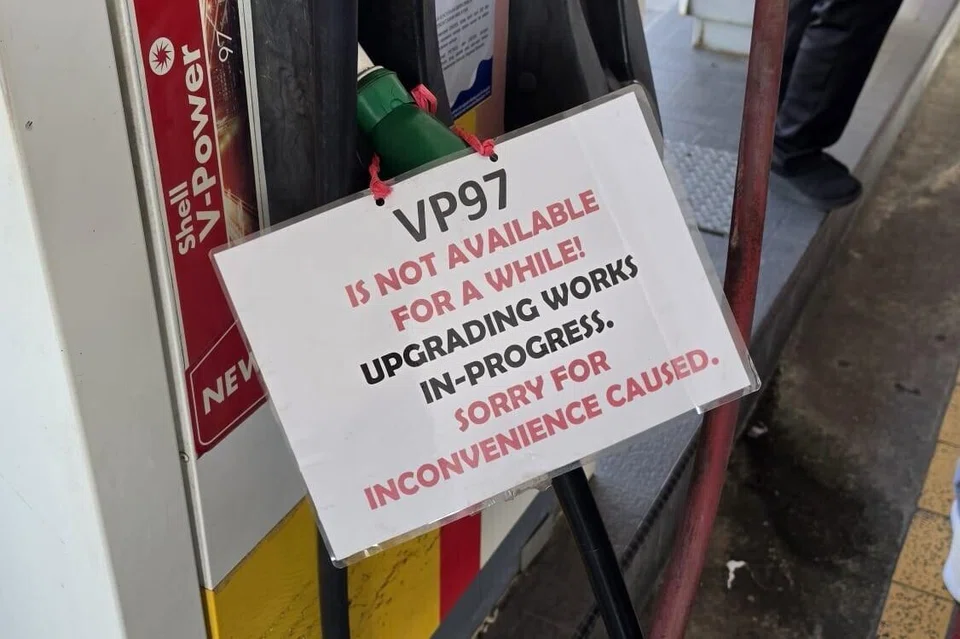 97
Shell
V-Power
NEW
VP97
IS NOT AVAILABLE
FOR A WHILE!
UPGRADING WORKS
IN-PROGRESS.
SORRY FOR
INCONVENIENCE CAUSED.